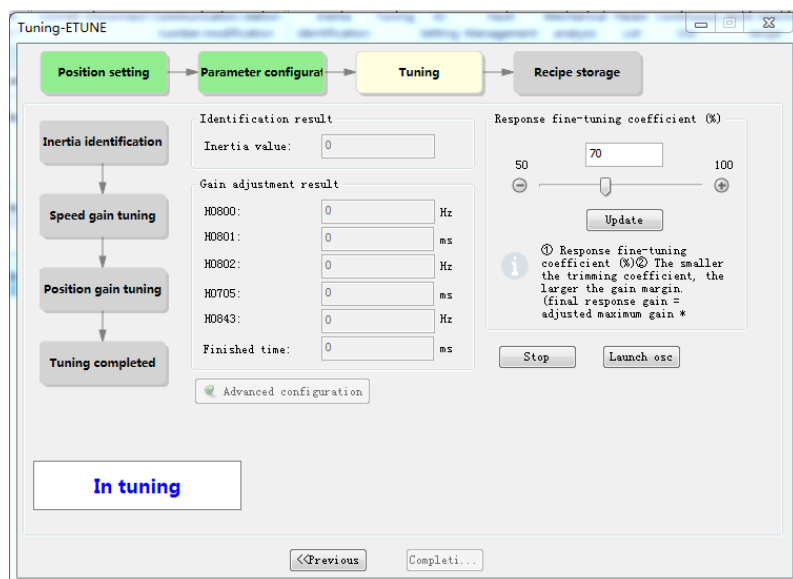 Tuning-ETUNE
Position setting
Parameter configurat
Tuning
Recipe storage
Inertia identification
Speed gain tuning
Position gain tuning
Tuning completed
Identification result
Inertia value:
0
Gain adjustment result
H0800:
0
Hz
H0801:
0
ms
H0802:
0
Hz
H0705:
0
ms
H0843:
0
Hz
Finished time:
0
ms
Advanced configuration
Response fine-tuning coefficient (%)
50
70
100
Update
① Response fine-tuning
coefficient (%)② The smaller
the trimming coefficient, the
larger the gain margin.
(final response gain =
adjusted maximum gain *
Stop
Launch osc
In tuning
<<Previous
Completi...